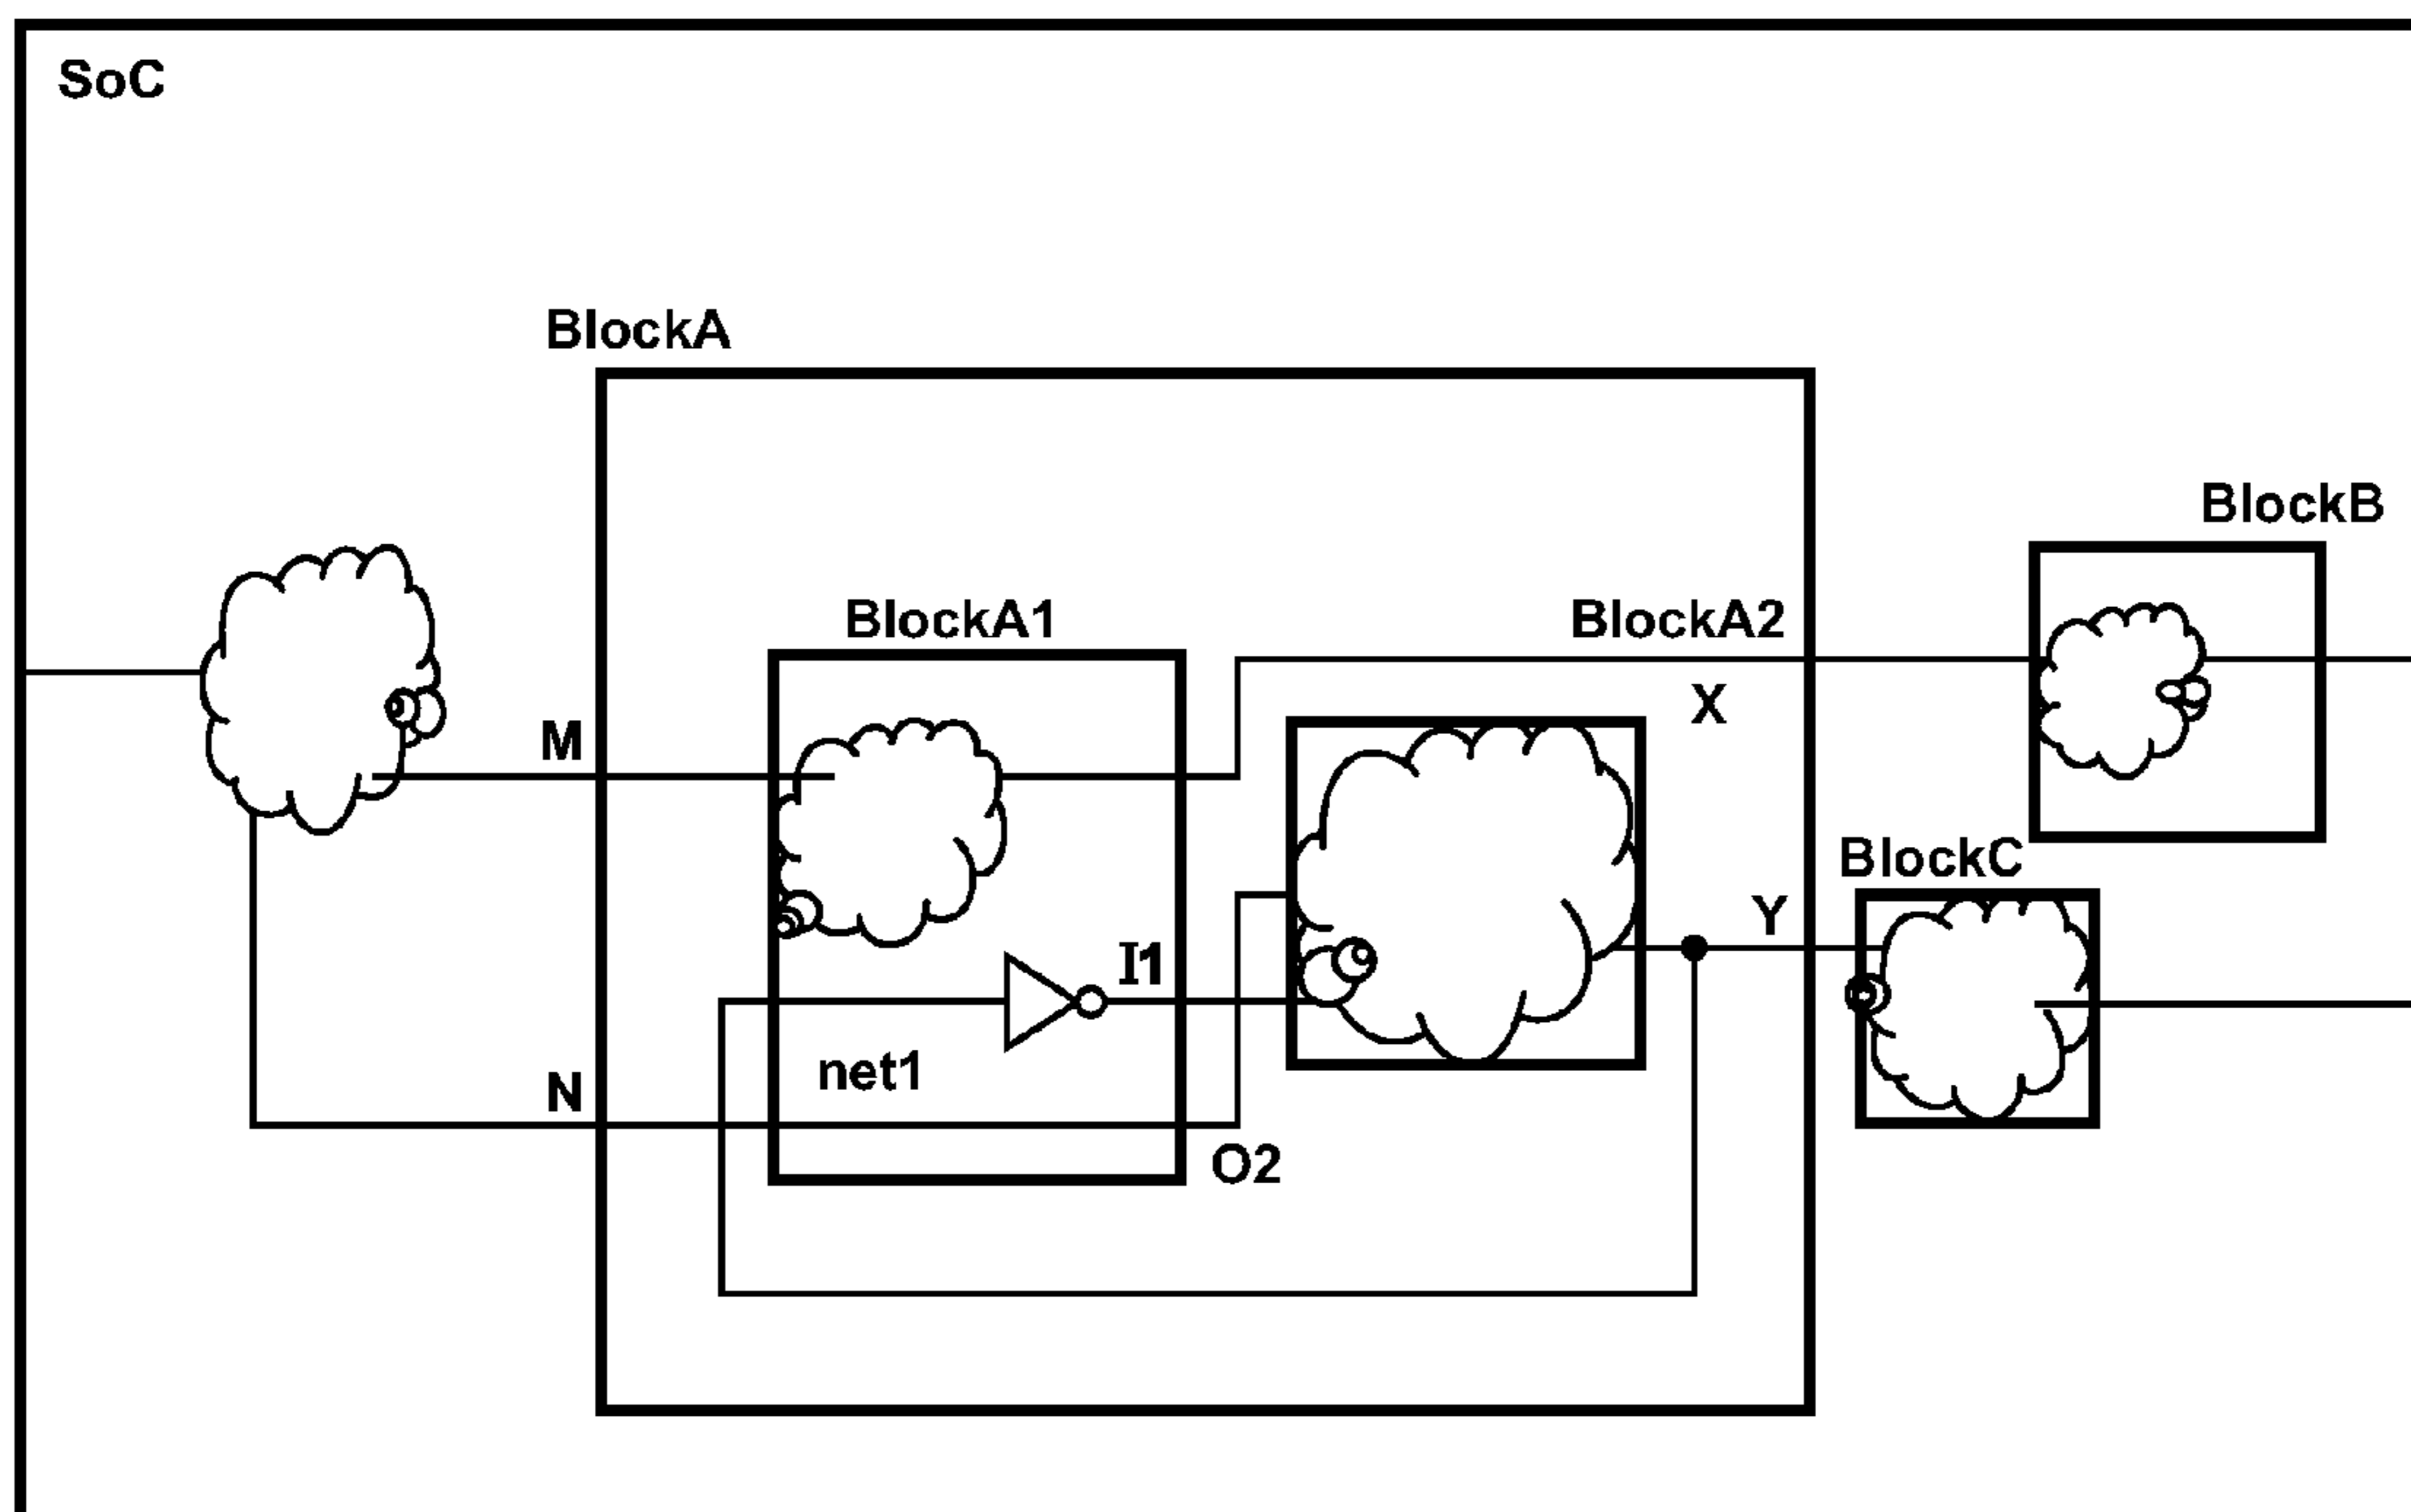 SoC
BlockA
BlockB
BlockA1
BlockA2
X
M
BlockC
Y
I1
net1
N
O2